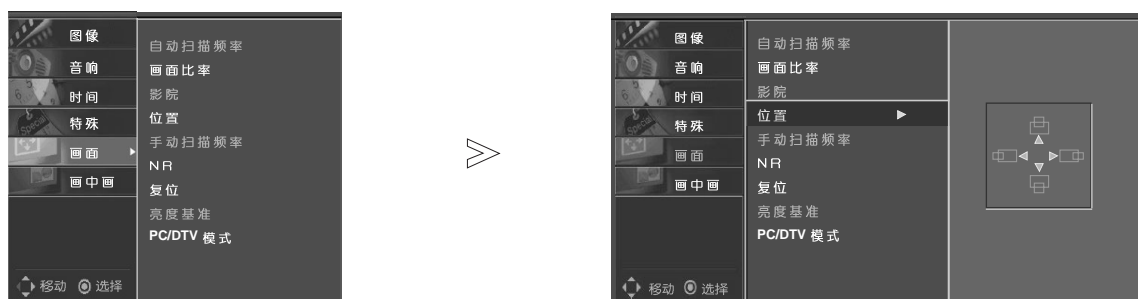 图像
音响
时间
特殊
画面
画中画
移动 选择
自动扫描频率
画面比率
影院
位置
手动扫描频率
NR
复位
亮度基准
PC/DTV 模式
图像
音响
时间
特殊
画面
画中画
移动 选择
自动扫描频率
画面比率
影院
位置
手动扫描频率
NR
复位
亮度基准
PC/DTV 模式